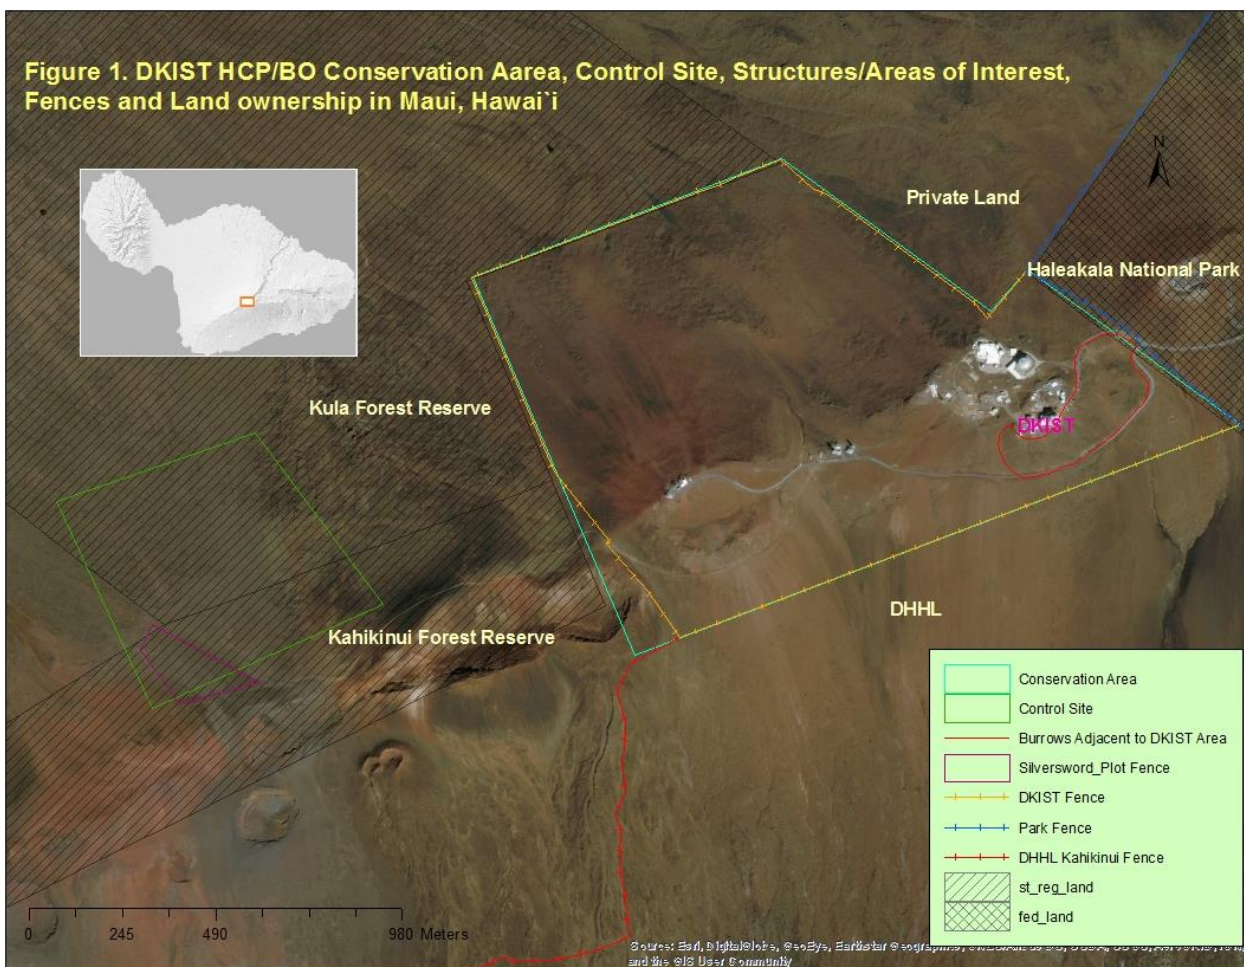 Figure 1. DKIST HCP/BO Conservation Aarea, Control Site, Structures/Areas of Interest,
Fences and Land ownership in Maui, Hawai`i
N
Private Land
Haleakala National Park
Kula Forest Reserve
DKIST
Kahikinui Forest Reserve
DHHL
Conservation Area
Control Site
Burrows Adjacent to DKIST Area
Silversword_Plot Fence
DKIST Fence
Park Fence
DHHL Kahikinui Fence
st_reg_land
fed_land
0 245 490 980 Meters
Source: Esri, DigitalGlobe, GeoEye, Earthstar Geographics,
and the GIS User Community